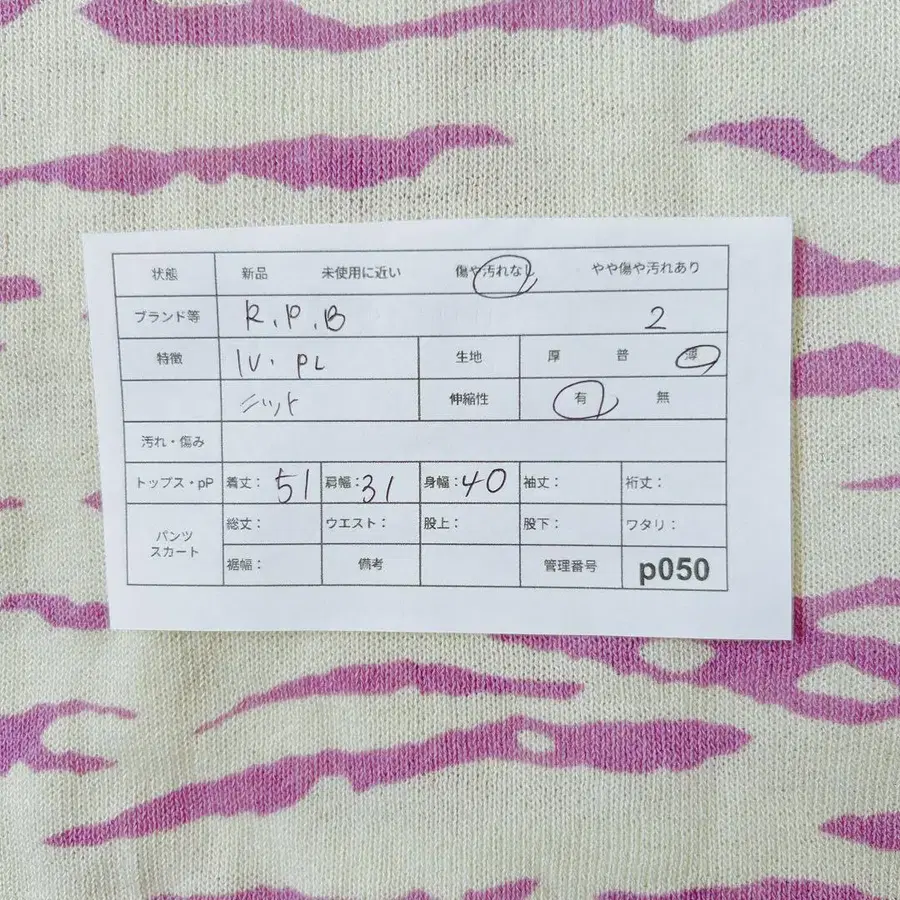 状態 新品 未使用に近い 傷や汚れなし やや傷や汚れあり
ブランド等 R.P.B 2
特徴 IV. PL 生地 厚 普 薄
ニット 伸縮性 有 無
汚れ・傷み
トップス・pP 着丈: 51 肩幅: 31 身幅: 40 袖丈: 裄丈:
パンツ 総丈: ウエスト: 股上: 股下: ワタリ:
スカート 裾幅: 備考 管理番号 p050